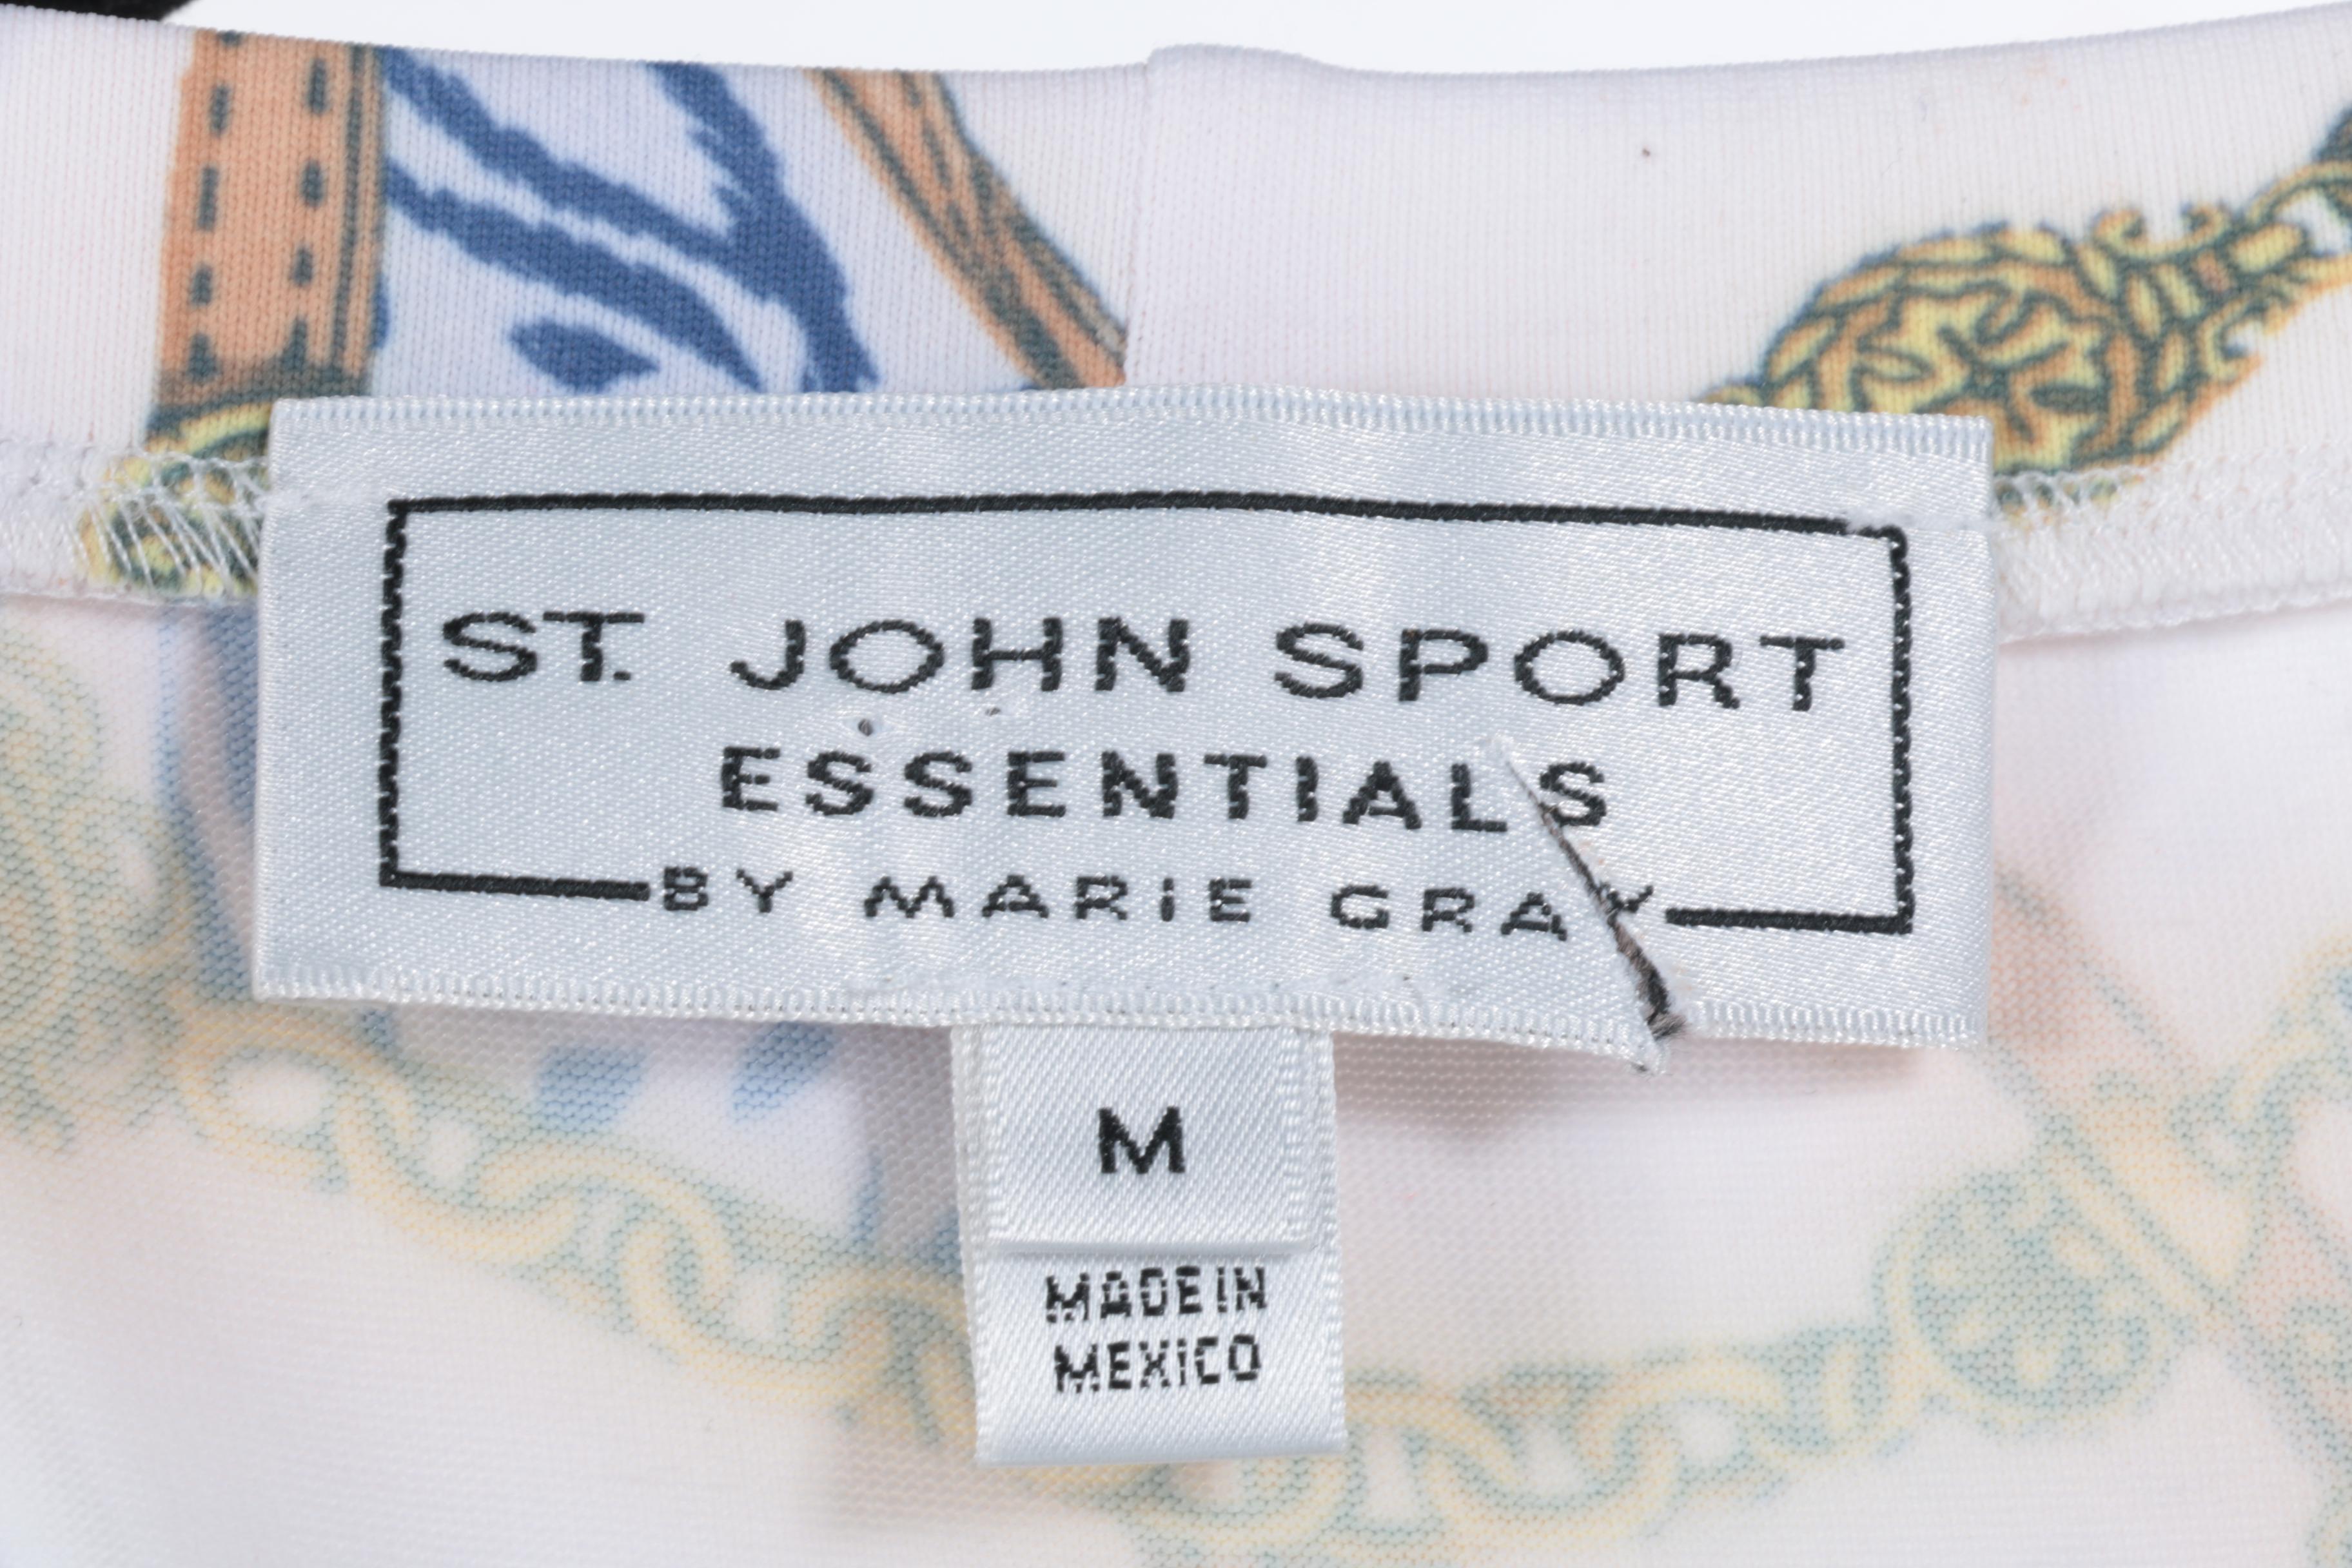 ST. JOHN SPORT
ESSENTIALS
BY MARIE GRAY
M
MADE IN
MEXICO